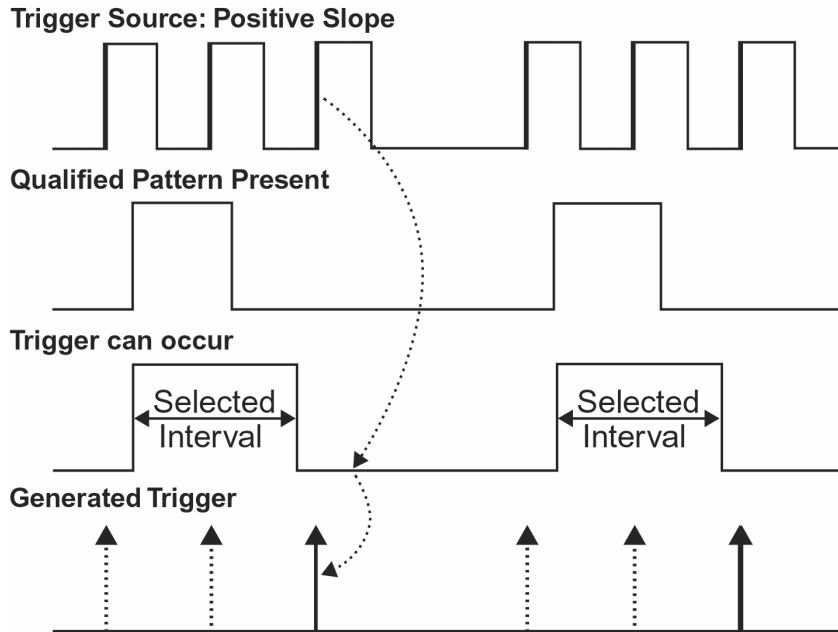 Trigger Source: Positive Slope
Qualified Pattern Present
Trigger can occur
Selected
Interval
Selected
Interval
Generated Trigger